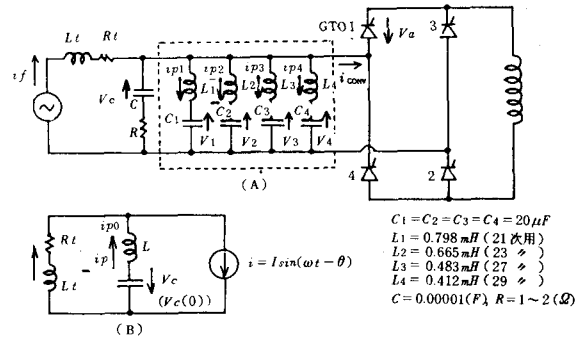 GTO1
3
Va
Lt
Rt
if
Vc
C
R
ip1
ip2
ip3
ip4
L1
L2
L3
L4
C1
C2
C3
C4
V1
V2
V3
V4
i CONV
4
2
(A)
Rt
Lt
ip0
ip
L
Vc
(Vc(0))
i = I sin(ωt − θ)
(B)
C1 = C2 = C3 = C4 = 20μF
L1 = 0.798 mH (21次用)
L2 = 0.665 mH (23 〃 )
L3 = 0.483 mH (27 〃 )
L4 = 0.412 mH (29 〃 )
C = 0.00001(F), R = 1~2 (Ω)